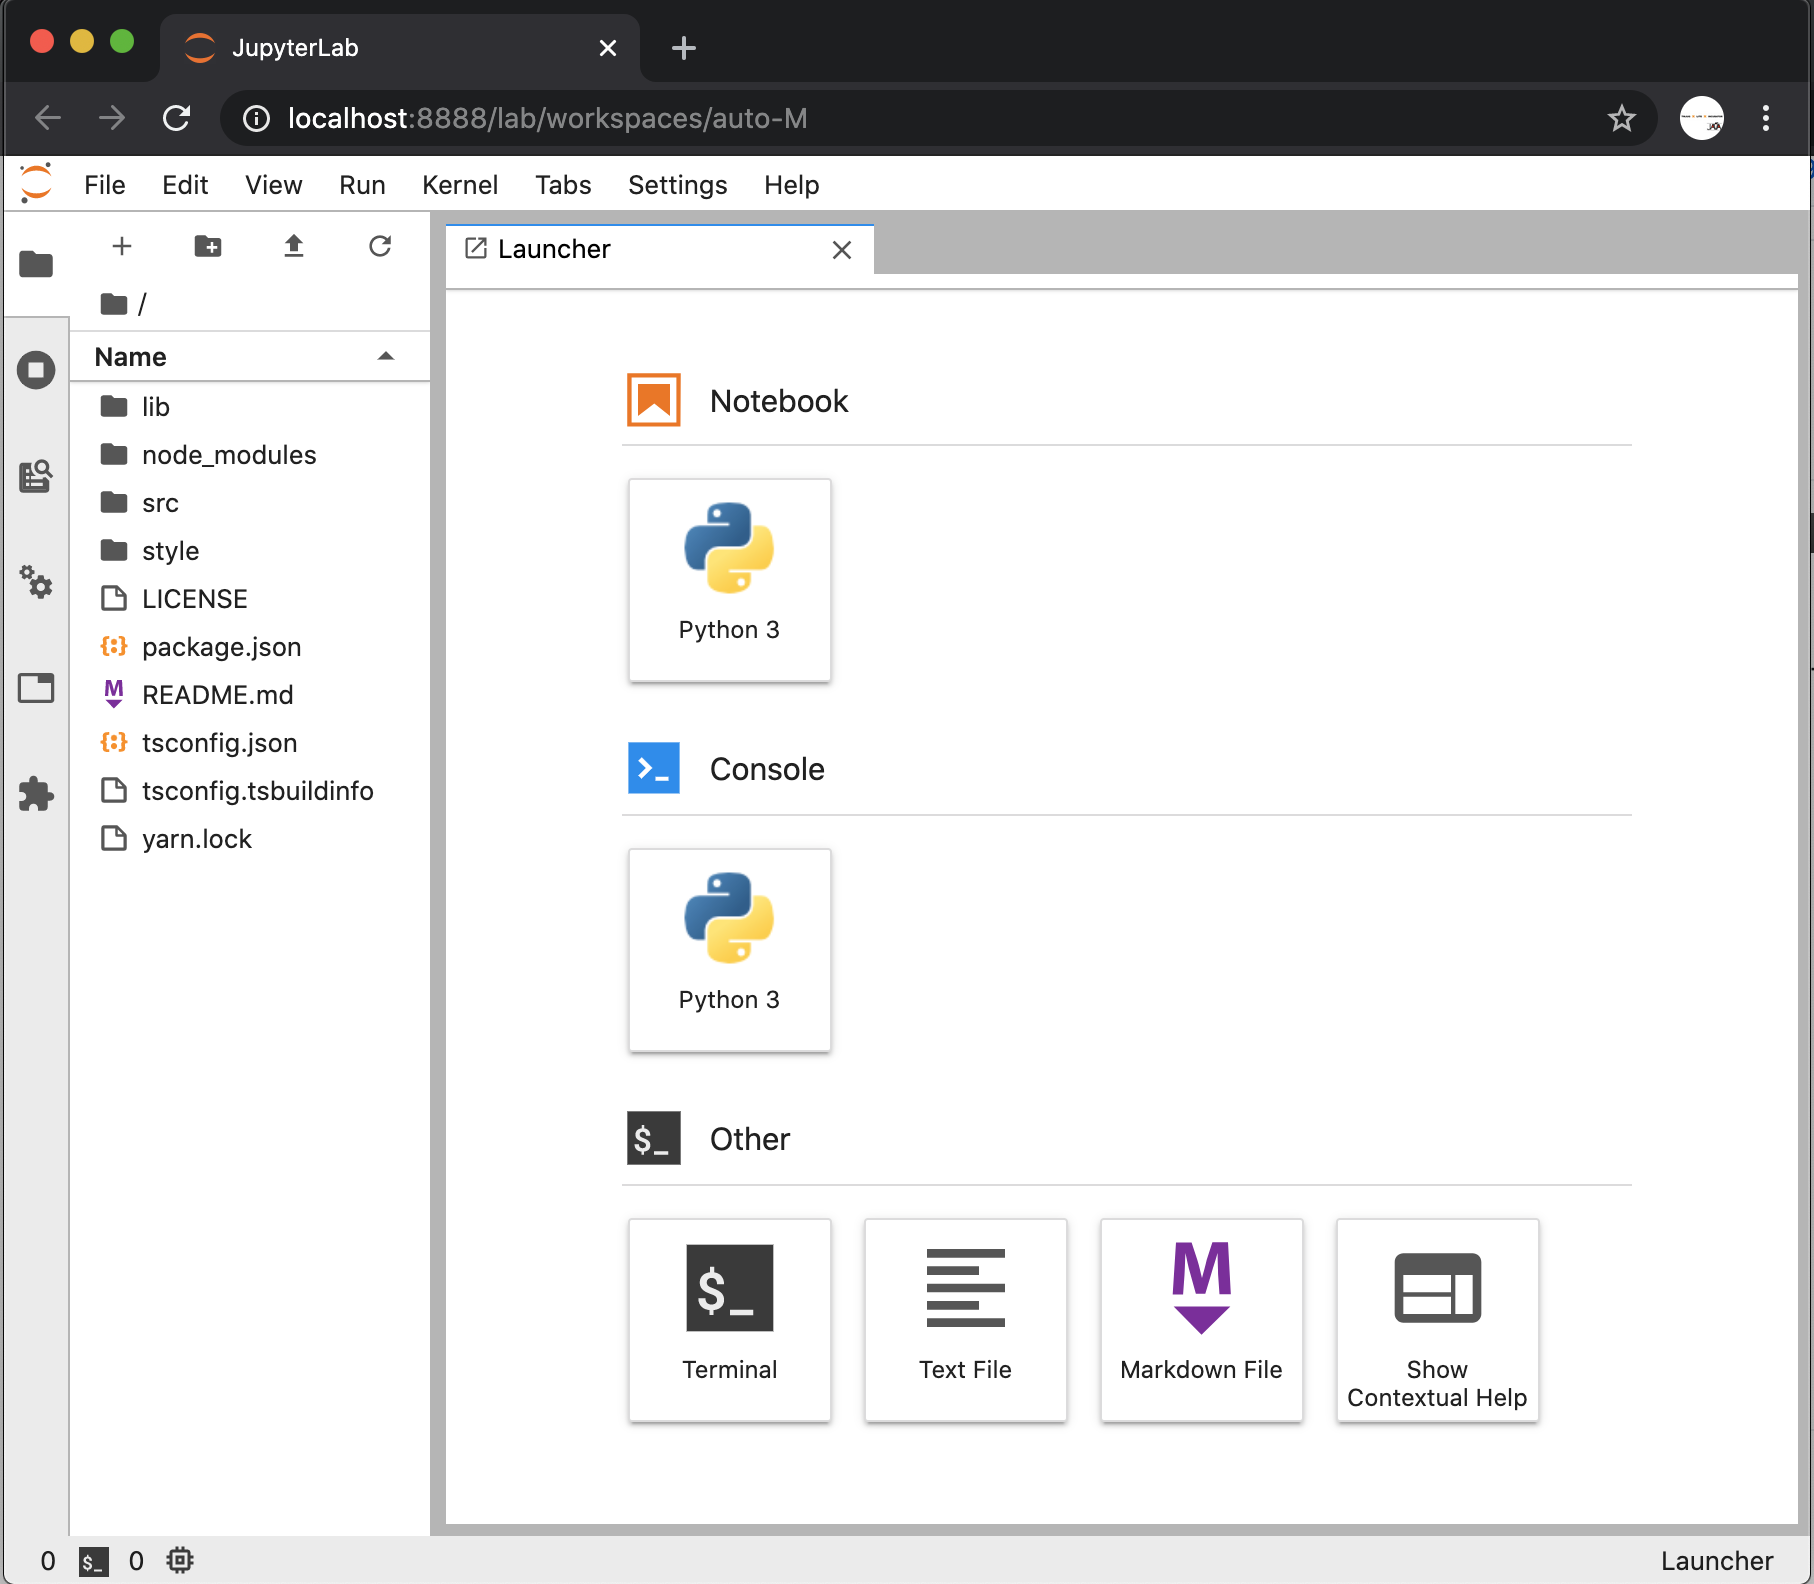 JupyterLab
localhost:8888/lab/workspaces/auto-M
File Edit View Run Kernel Tabs Settings Help
/
Name
lib
node_modules
src
style
LICENSE
package.json
README.md
tsconfig.json
tsconfig.tsbuildinfo
yarn.lock
Launcher
Notebook
Python 3
Console
Python 3
$_ Other
$_
Terminal
Text File
M
Markdown File
Show
Contextual Help
0 $_ 0
Launcher